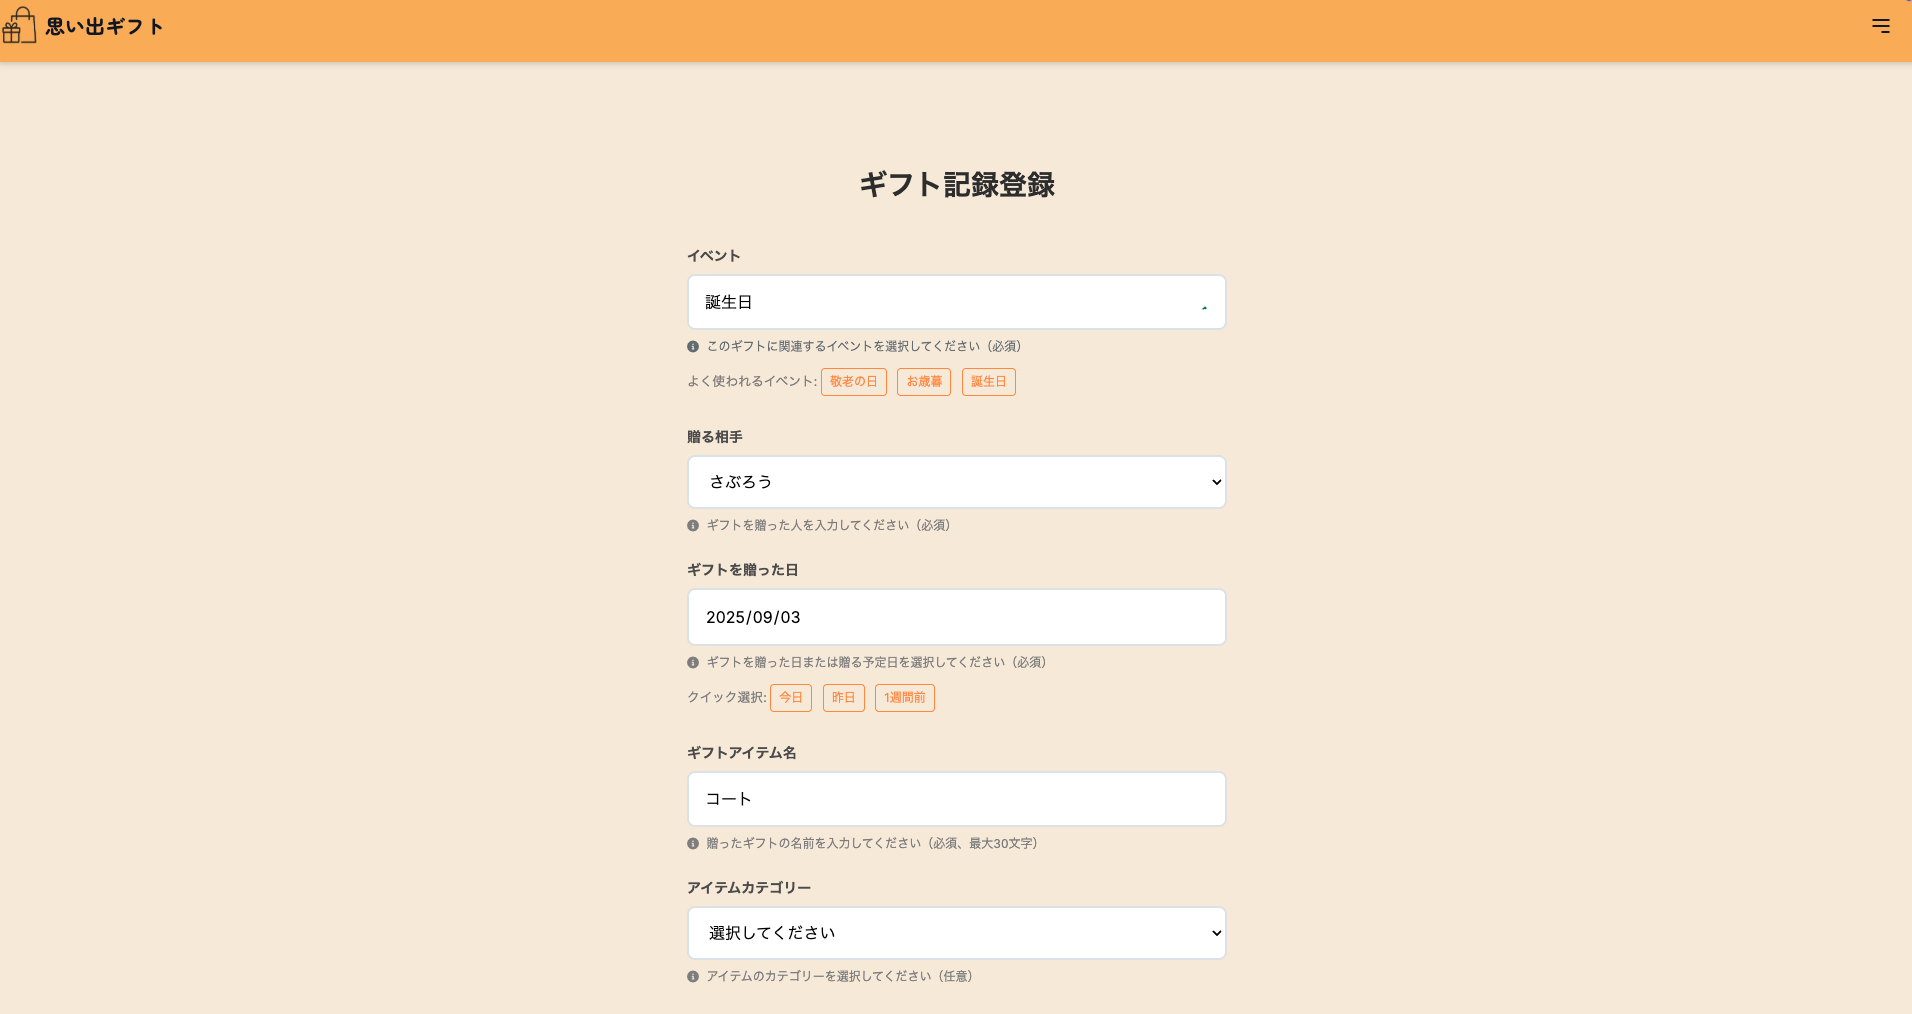 思い出ギフト
ギフト記録登録
イベント
誕生日
このギフトに関連するイベントを選択してください（必須）
よく使われるイベント: 敬老の日 お歳暮 誕生日
贈る相手
さぶろう
ギフトを贈った人を入力してください（必須）
ギフトを贈った日
2025/09/03
ギフトを贈った日または贈る予定日を選択してください（必須）
クイック選択: 今日 昨日 1週間前
ギフトアイテム名
コート
贈ったギフトの名前を入力してください（必須、最大30文字）
アイテムカテゴリー
選択してください
アイテムのカテゴリーを選択してください（任意）